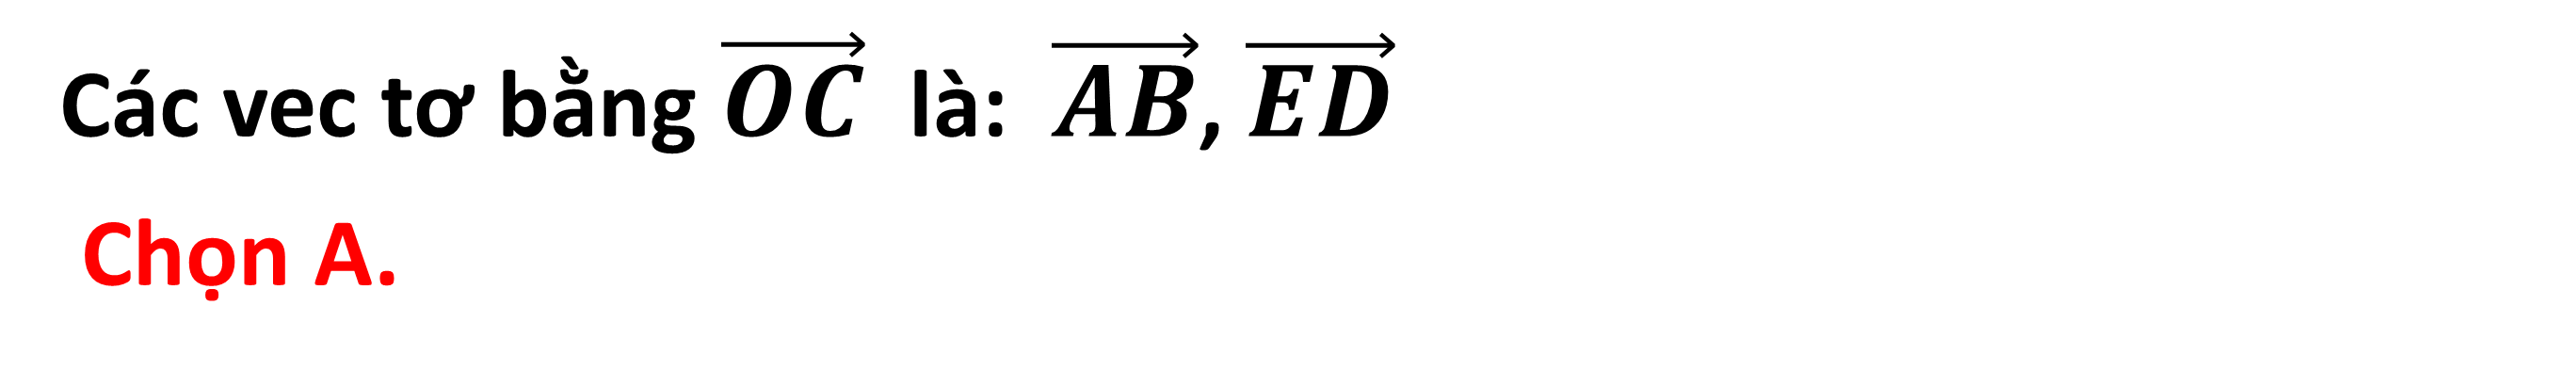 Các vec tơ bằng $\overrightarrow{OC}$ là: $\overrightarrow{AB}, \overrightarrow{ED}$
Chọn A.